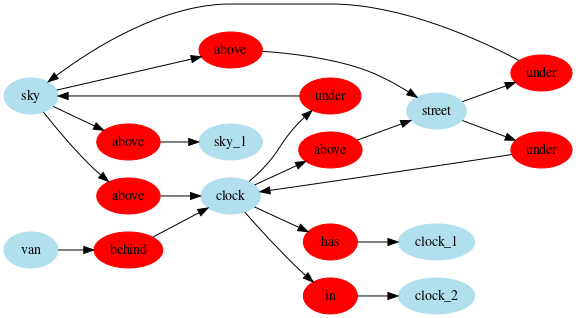 above
under
sky
under
street
above
sky_1
above
under
above
clock
van
behind
has
clock_1
in
clock_2